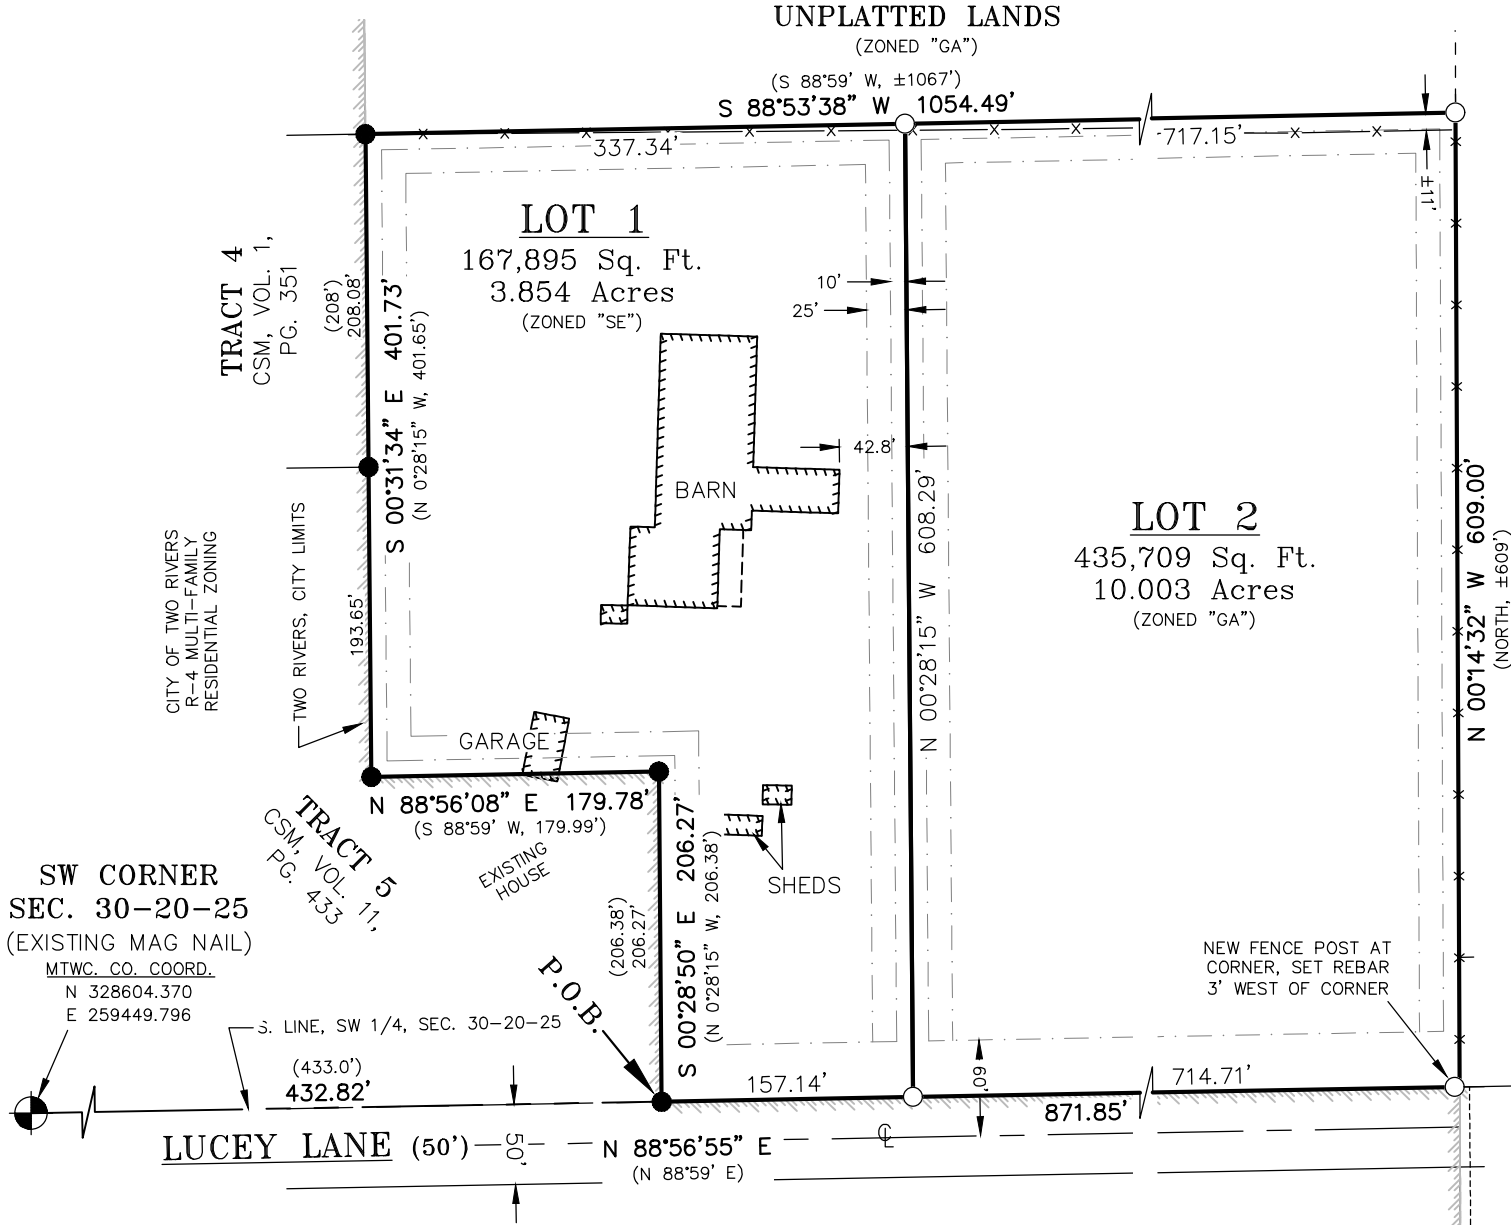 UNPLATTED LANDS
(ZONED "GA")
(S 88°59' W, ±1067')
S 88°53'38" W 1054.49'
337.34'
717.15'
±11'
LOT 1
167,895 Sq. Ft.
3.854 Acres
(ZONED "SE")
10'
25'
TRACT 4
CSM, VOL. 1,
PG. 351
(208')
208.08'
S 00°31'34" E 401.73'
(N 0°28'15" W, 401.65')
42.8'
BARN
N 00°28'15" W 608.29'
LOT 2
435,709 Sq. Ft.
10.003 Acres
(ZONED "GA")
N 00°14'32" W 609.00'
(NORTH, ±609')
CITY OF TWO RIVERS
R-4 MULTI-FAMILY
RESIDENTIAL ZONING
TWO RIVERS, CITY LIMITS
193.65'
GARAGE
N 88°56'08" E 179.78'
(S 88°59' W, 179.99')
TRACT 5
CSM, VOL. 11,
PG. 433
EXISTING
HOUSE
SHEDS
S 00°28'50" E 206.27'
(N 0°28'15" W, 206.38')
(206.38')
206.27'
SW CORNER
SEC. 30-20-25
(EXISTING MAG NAIL)
MTWC. CO. COORD.
N 328604.370
E 259449.796
P.O.B.
NEW FENCE POST AT
CORNER, SET REBAR
3' WEST OF CORNER
S. LINE, SW 1/4, SEC. 30-20-25
(433.0')
432.82'
157.14'
60'
714.71'
871.85'
LUCEY LANE (50')
50'
N 88°56'55" E
(N 88°59' E)
℄